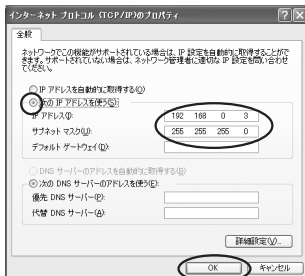 インターネット プロトコル (TCP/IP)のプロパティ
全般
ネットワークでこの機能がサポートされている場合は、IP 設定を自動的に取得することがで
きます。サポートされていない場合は、ネットワーク管理者に適切な IP 設定を問い合わせ
てください。
IP アドレスを自動的に取得する(O)
次の IP アドレスを使う(S):
IP アドレス(I):
192 168 0 3
サブネット マスク(U):
255 255 255 0
デフォルト ゲートウェイ(D):
DNS サーバーのアドレスを自動的に取得する(B)
次の DNS サーバーのアドレスを使う(E):
優先 DNS サーバー(P):
代替 DNS サーバー(A):
詳細設定(V)...
OK
キャンセル